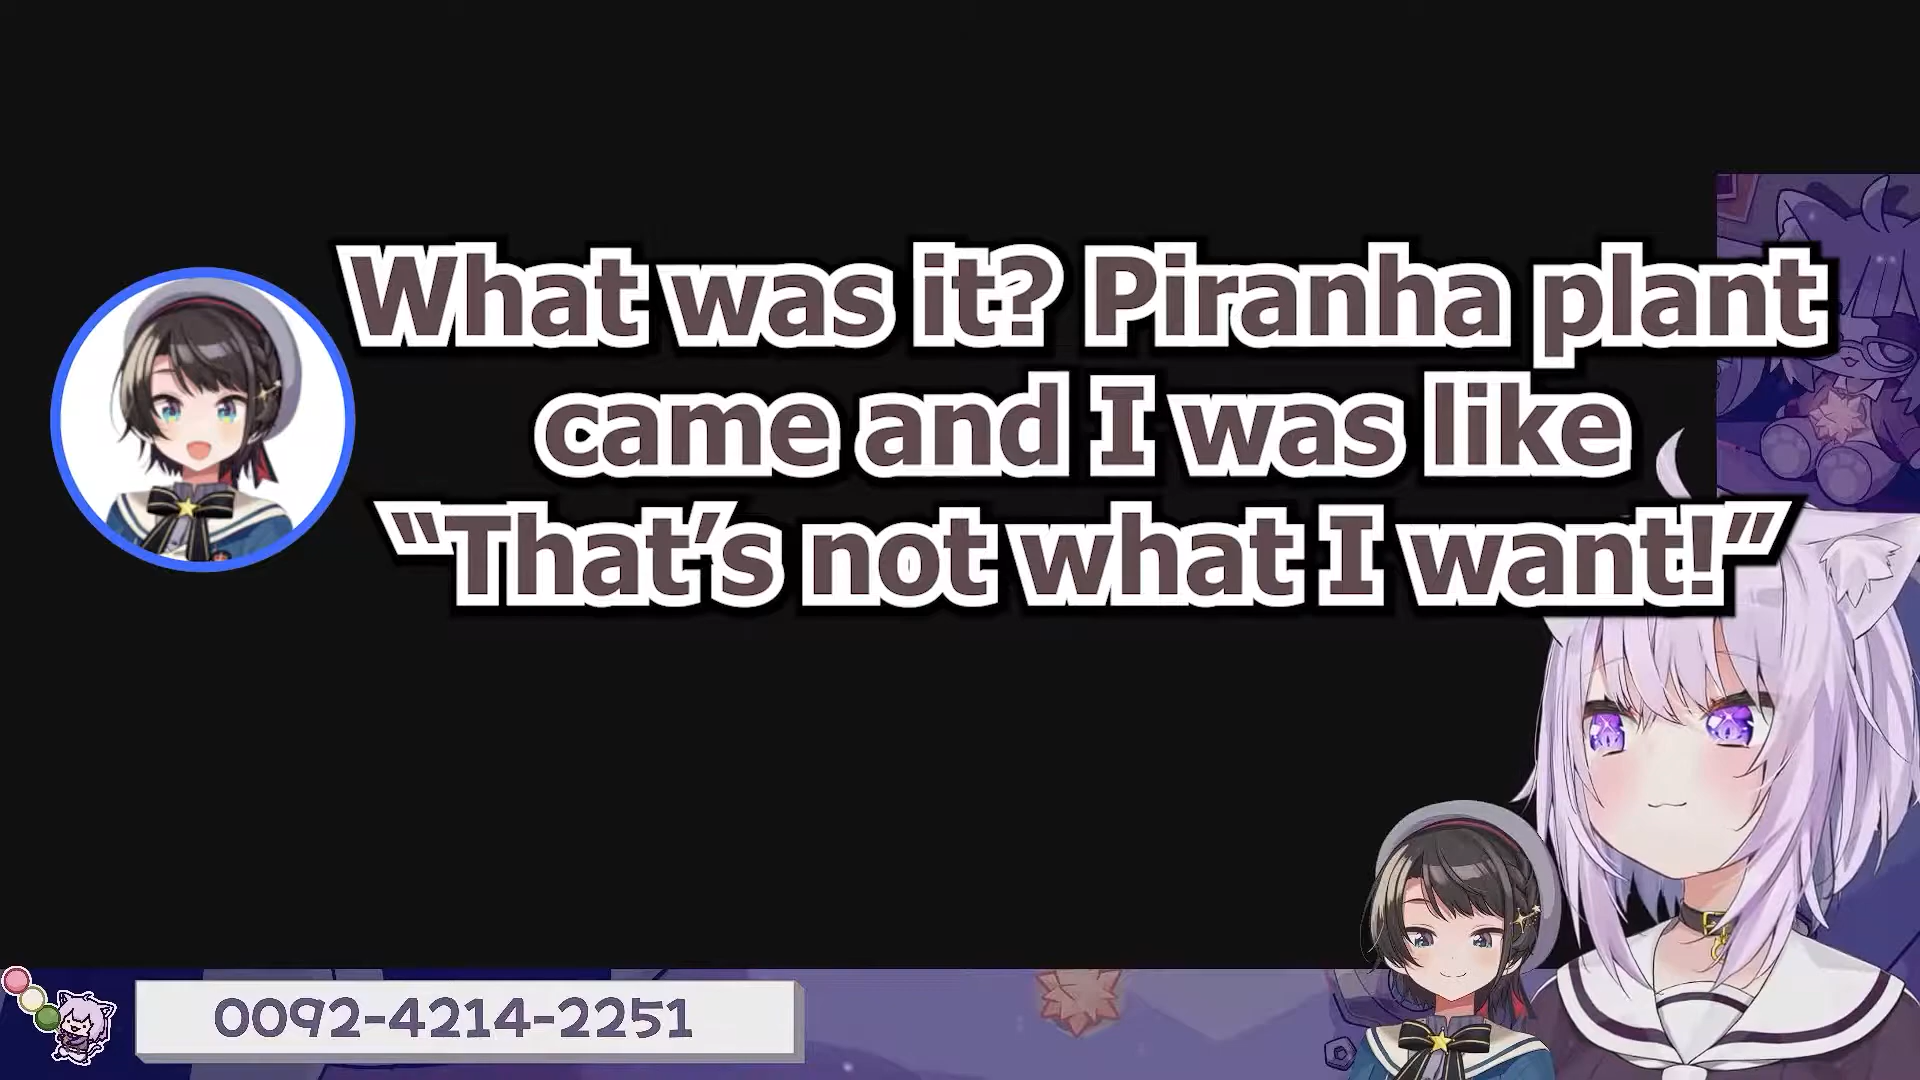 What was it? Piranha plant
came and I was like
“That’s not what I want!”
0092-4214-2251